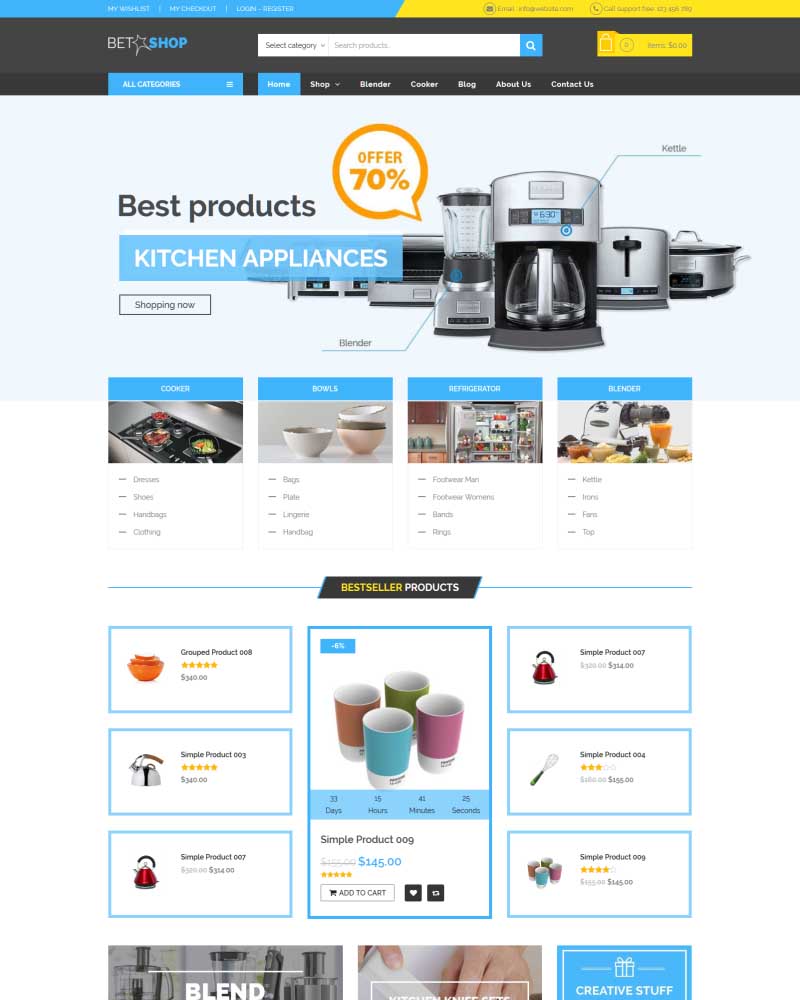 MY WISHLIST | MY CHECKOUT | LOGIN - REGISTER
Email : info@website.com
Call support free: 123 456 789
BET SHOP
Select category
Search products...
0
Items: $0.00
ALL CATEGORIES
Home
Shop
Blender
Cooker
Blog
About Us
Contact Us
OFFER
70%
Kettle
Best products
KITCHEN APPLIANCES
6:30
Shopping now
Blender
COOKER
BOWLS
REFRIGERATOR
BLENDER
Dresses
Shoes
Handbags
Clothing
Bags
Plate
Lingerie
Handbag
Footwear Man
Footwear Womens
Bands
Rings
Kettle
Irons
Fans
Top
BESTSELLER PRODUCTS
Grouped Product 008
$340.00
Simple Product 003
$340.00
Simple Product 007
$320.00 $314.00
-6%
33 15 41 25
Days Hours Minutes Seconds
Simple Product 009
$155.00 $145.00
ADD TO CART
Simple Product 007
$320.00 $314.00
Simple Product 004
$160.00 $155.00
Simple Product 009
$155.00 $145.00
BLEND
KITCHEN KNIFE SETS
CREATIVE STUFF